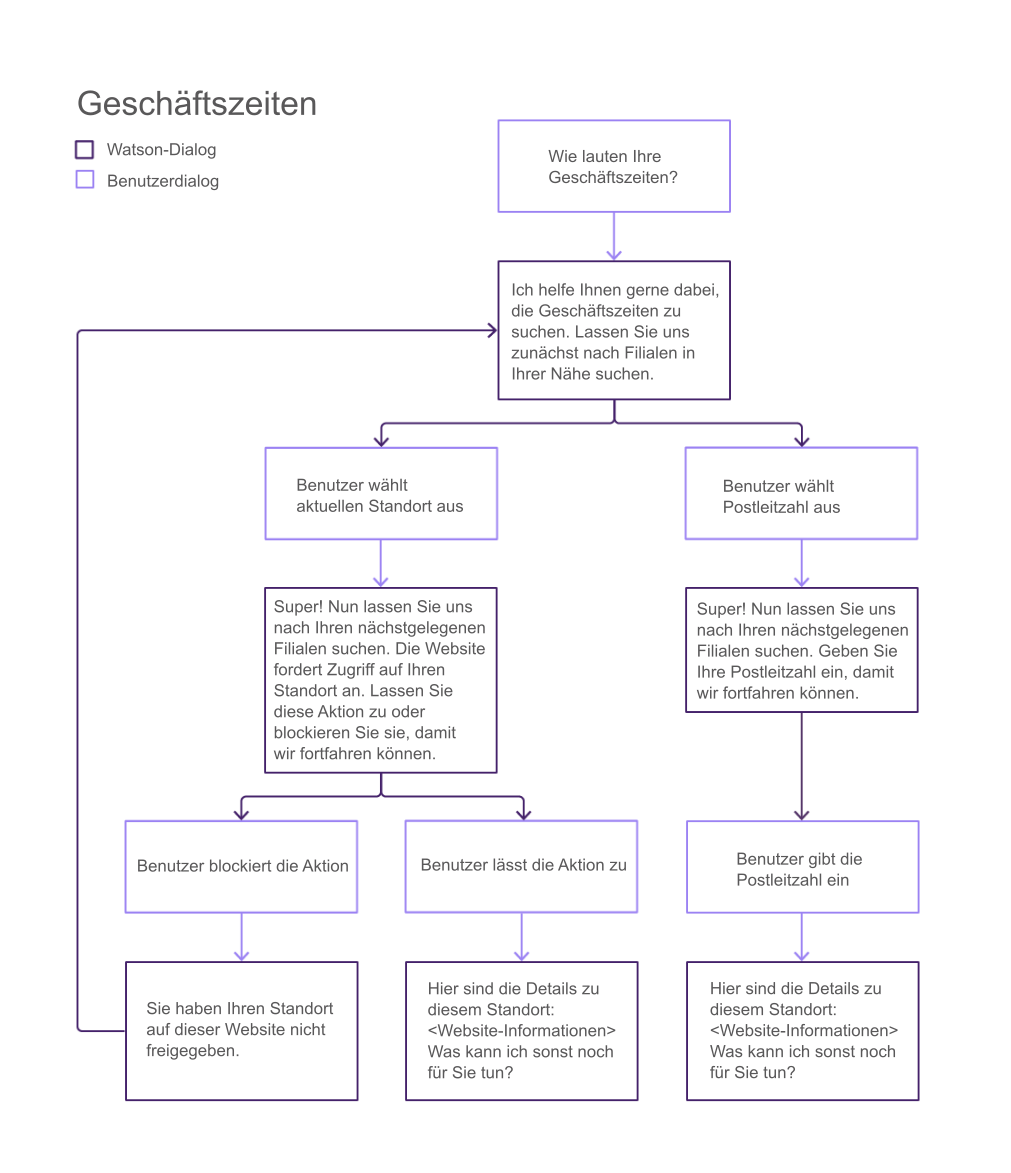 Geschäftszeiten
Watson-Dialog
Benutzerdialog
Wie lauten Ihre
Geschäftszeiten?
Ich helfe Ihnen gerne dabei,
die Geschäftszeiten zu
suchen. Lassen Sie uns
zunächst nach Filialen in
Ihrer Nähe suchen.
Benutzer wählt
aktuellen Standort aus
Benutzer wählt
Postleitzahl aus
Super! Nun lassen Sie uns
nach Ihren nächstgelegenen
Filialen suchen. Die Website
fordert Zugriff auf Ihren
Standort an. Lassen Sie
diese Aktion zu oder
blockieren Sie sie, damit
wir fortfahren können.
Super! Nun lassen Sie uns
nach Ihren nächstgelegenen
Filialen suchen. Geben Sie
Ihre Postleitzahl ein, damit
wir fortfahren können.
Benutzer blockiert die Aktion
Benutzer lässt die Aktion zu
Benutzer gibt die
Postleitzahl ein
Sie haben Ihren Standort
auf dieser Website nicht
freigegeben.
Hier sind die Details zu
diesem Standort:
<Website-Informationen>
Was kann ich sonst noch
für Sie tun?
Hier sind die Details zu
diesem Standort:
<Website-Informationen>
Was kann ich sonst noch
für Sie tun?